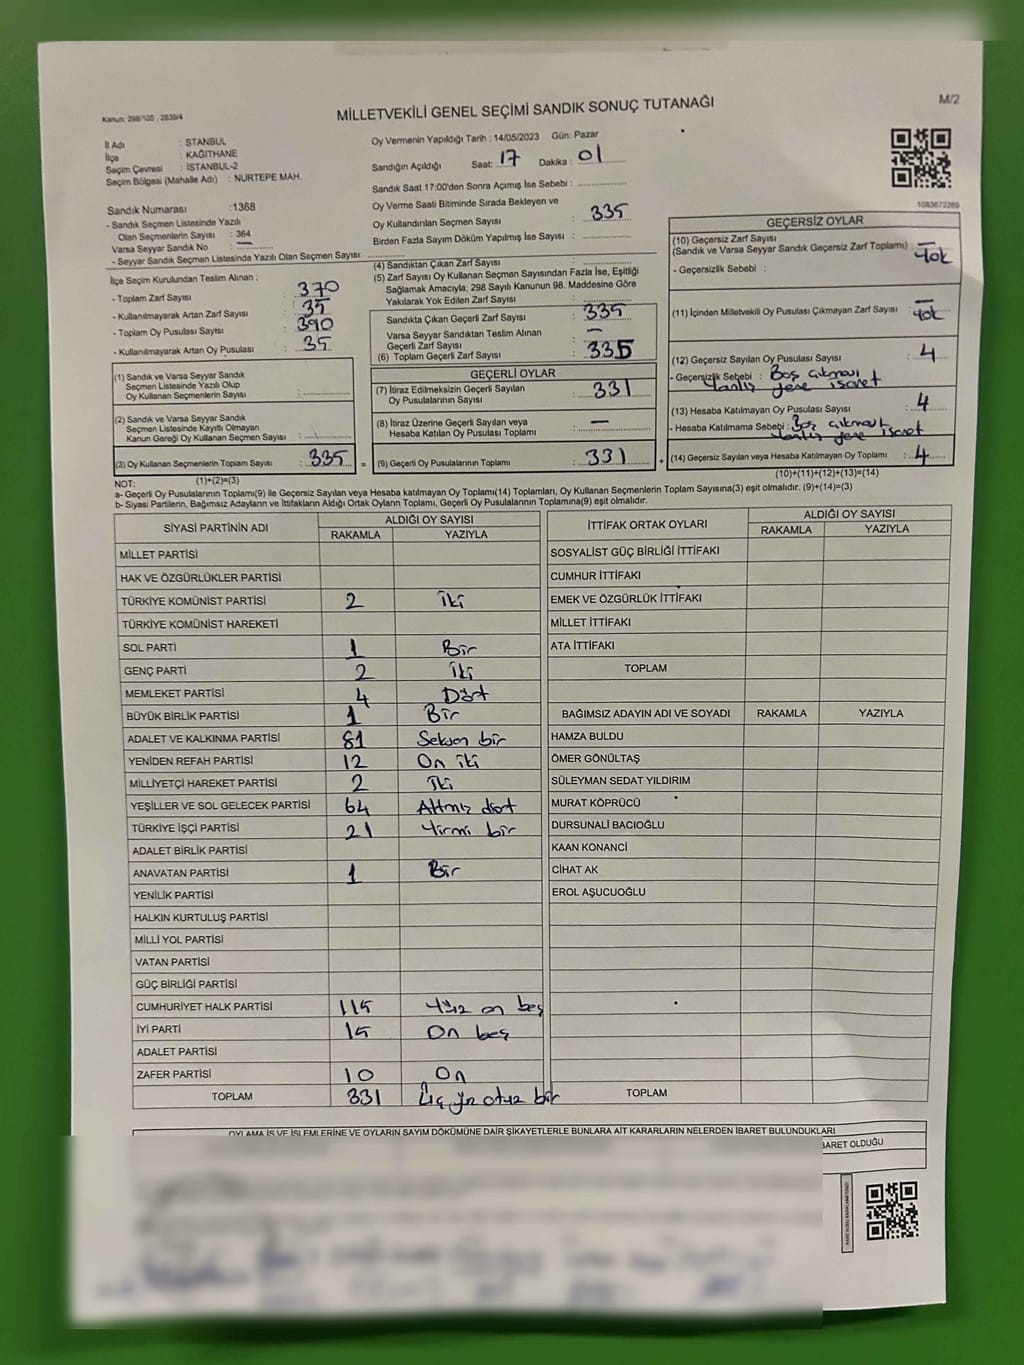 Kanun: 298/105 , 2839/4
MİLLETVEKİLİ GENEL SEÇİMİ SANDIK SONUÇ TUTANAĞI
M/2
İl Adı : STANBUL
İlçe : KAĞITHANE
Seçim Çevresi : İSTANBUL-2
Seçim Bölgesi (Mahalle Adı) : NURTEPE MAH.
Oy Vermenin Yapıldığı Tarih : 14/05/2023 Gün: Pazar
Sandığın Açıldığı Saat: 17 Dakika : 01
Sandık Saat 17:00'den Sonra Açımış İse Sebebi :
Oy Verme Saati Bitiminde Sırada Bekleyen ve
Oy Kullandırılan Seçmen Sayısı : 335
Birden Fazla Sayım Döküm Yapılmış İse Sayısı :
1083672269
Sandık Numarası : 1368
- Sandık Seçmen Listesinde Yazılı
Olan Seçmenlerin Sayısı : 364
Varsa Seyyar Sandık No : —
- Seyyar Sandık Seçmen Listesinde Yazılı Olan Seçmen Sayısı
İlçe Seçim Kurulundan Teslim Alınan ;
- Toplam Zarf Sayısı : 370
- Kullanılmayarak Artan Zarf Sayısı : 35
- Toplam Oy Pusulası Sayısı : 390
- Kullanılmayarak Artan Oy Pusulası : 35
(4) Sandıktan Çıkan Zarf Sayısı :
(5) Zarf Sayısı Oy Kullanan Seçmen Sayısından Fazla İse, Eşitliği
Sağlamak Amacıyla, 298 Sayılı Kanunun 98. Maddesine Göre
Yakılarak Yok Edilen Zarf Sayısı :
Sandıkta Çıkan Geçerli Zarf Sayısı : 335
Varsa Seyyar Sandıktan Teslim Alınan
Geçerli Zarf Sayısı : —
(6) Toplam Geçerli Zarf Sayısı : 335
GEÇERSİZ OYLAR
(10) Geçersiz Zarf Sayısı
(Sandık ve Varsa Seyyar Sandık Geçersiz Zarf Toplamı) : — Yok
- Geçersizlik Sebebi :
(11) İçinden Milletvekili Oy Pusulası Çıkmayan Zarf Sayısı : — Yok
(12) Geçersiz Sayılan Oy Pusulası Sayısı : 4
- Geçersizlik Sebebi : Boş çıkması
Yanlış yere işaret
(13) Hesaba Katılmayan Oy Pusulası Sayısı : 4
- Hesaba Katılmama Sebebi : Boş çıkması
Yanlış yere işaret
(14) Geçersiz Sayılan veya Hesaba Katılmayan Oy Toplamı : 4
(10)+(11)+(12)+(13)=(14)
(1) Sandık ve Varsa Seyyar Sandık
Seçmen Listesinde Yazılı Olup
Oy Kullanan Seçmenlerin Sayısı :
(2) Sandık ve Varsa Seyyar Sandık
Seçmen Listesinde Kayıtlı Olmayan
Kanun Gereği Oy Kullanan Seçmen Sayısı :
(3) Oy Kullanan Seçmenlerin Toplam Sayısı : 335
(1)+(2)=(3)
GEÇERLİ OYLAR
(7) İtiraz Edilmeksizin Geçerli Sayılan
Oy Pusulalarının Sayısı : 331
(8) İtiraz Üzerine Geçerli Sayılan veya
Hesaba Katılan Oy Pusulası Toplamı : —
= (9) Geçerli Oy Pusulalarının Toplamı : 331 +
NOT:
a- Geçerli Oy Pusulalarının Toplamı(9) ile Geçersiz Sayılan veya Hesaba katılmayan Oy Toplamı(14) Toplamları, Oy Kullanan Seçmenlerin Toplam Sayısına(3) eşit olmalıdır. (9)+(14)=(3)
b- Siyasi Partilerin, Bağımsız Adayların ve İttifakların Aldığı Ortak Oyların Toplamı, Geçerli Oy Pusulalarının Toplamına(9) eşit olmalıdır.
SİYASİ PARTİNİN ADI ALDIĞI OY SAYISI
RAKAMLA YAZIYLA
MİLLET PARTİSİ
HAK VE ÖZGÜRLÜKLER PARTİSİ
TÜRKİYE KOMÜNİST PARTİSİ 2 İki
TÜRKİYE KOMÜNİST HAREKETİ
SOL PARTİ 1 Bir
GENÇ PARTİ 2 İki
MEMLEKET PARTİSİ 4 Dört
BÜYÜK BİRLİK PARTİSİ 1 Bir
ADALET VE KALKINMA PARTİSİ 81 Seksen bir
YENİDEN REFAH PARTİSİ 12 On iki
MİLLİYETÇİ HAREKET PARTİSİ 2 İki
YEŞİLLER VE SOL GELECEK PARTİSİ 64 Altmış dört
TÜRKİYE İŞÇİ PARTİSİ 21 Yirmi bir
ADALET BİRLİK PARTİSİ
ANAVATAN PARTİSİ 1 Bir
YENİLİK PARTİSİ
HALKIN KURTULUŞ PARTİSİ
MİLLİ YOL PARTİSİ
VATAN PARTİSİ
GÜÇ BİRLİĞİ PARTİSİ
CUMHURİYET HALK PARTİSİ 115 Yüz on beş
İYİ PARTİ 15 On beş
ADALET PARTİSİ
ZAFER PARTİSİ 10 On
TOPLAM 331 Üç yüz otuz bir
İTTİFAK ORTAK OYLARI ALDIĞI OY SAYISI
RAKAMLA YAZIYLA
SOSYALİST GÜÇ BİRLİĞİ İTTİFAKI
CUMHUR İTTİFAKI
EMEK VE ÖZGÜRLÜK İTTİFAKI
MİLLET İTTİFAKI
ATA İTTİFAKI
TOPLAM
BAĞIMSIZ ADAYIN ADI VE SOYADI RAKAMLA YAZIYLA
HAMZA BULDU
ÖMER GÖNÜLTAŞ
SÜLEYMAN SEDAT YILDIRIM
MURAT KÖPRÜCÜ
DURSUNALİ BACIOĞLU
KAAN KONANCİ
CİHAT AK
EROL AŞUCUOĞLU
TOPLAM
OYLAMA İŞ VE İŞLEMLERİNE VE OYLARIN SAYIM DÖKÜMÜNE DAİR ŞİKAYETLERLE BUNLARA AİT KARARLARIN NELERDEN İBARET BULUNDUKLARI
BARET OLDUĞU